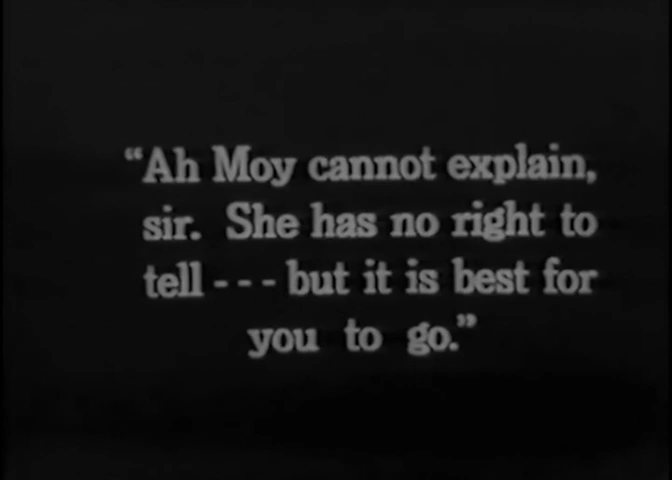 “Ah Moy cannot explain,
sir. She has no right to
tell - - - but it is best for
you to go.”